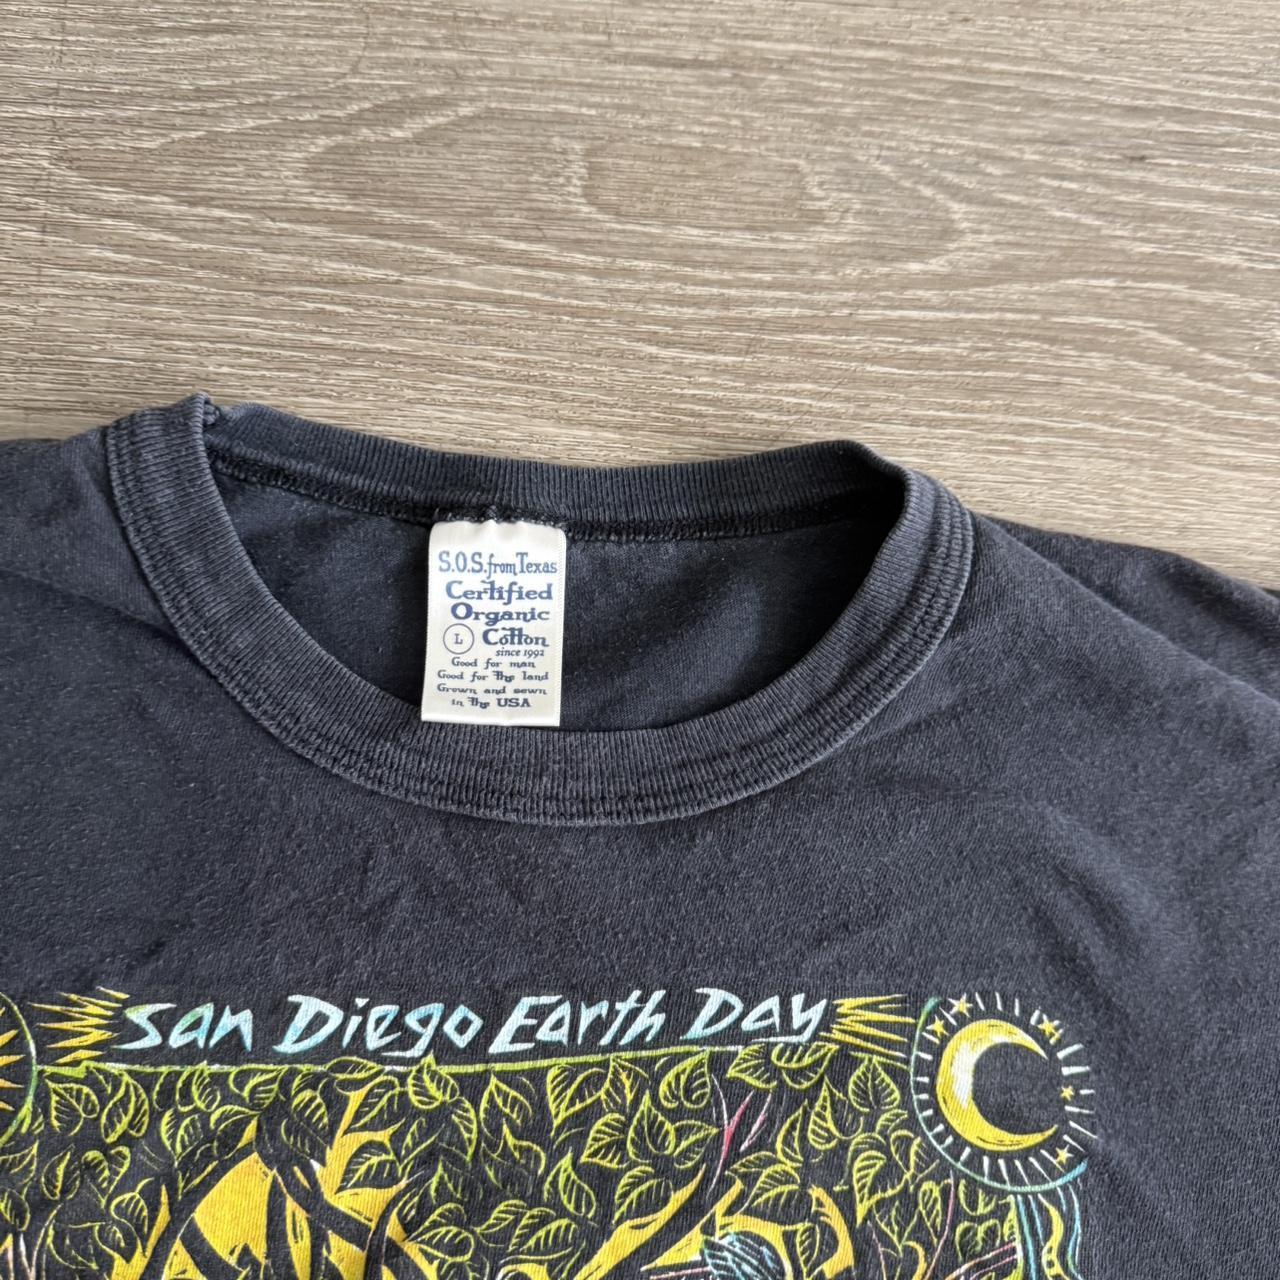 S.O.S. from Texas
Certified
Organic
L Cotton
since 1992
Good for man
Good for the land
Grown and sewn
in the USA
San Diego Earth Day